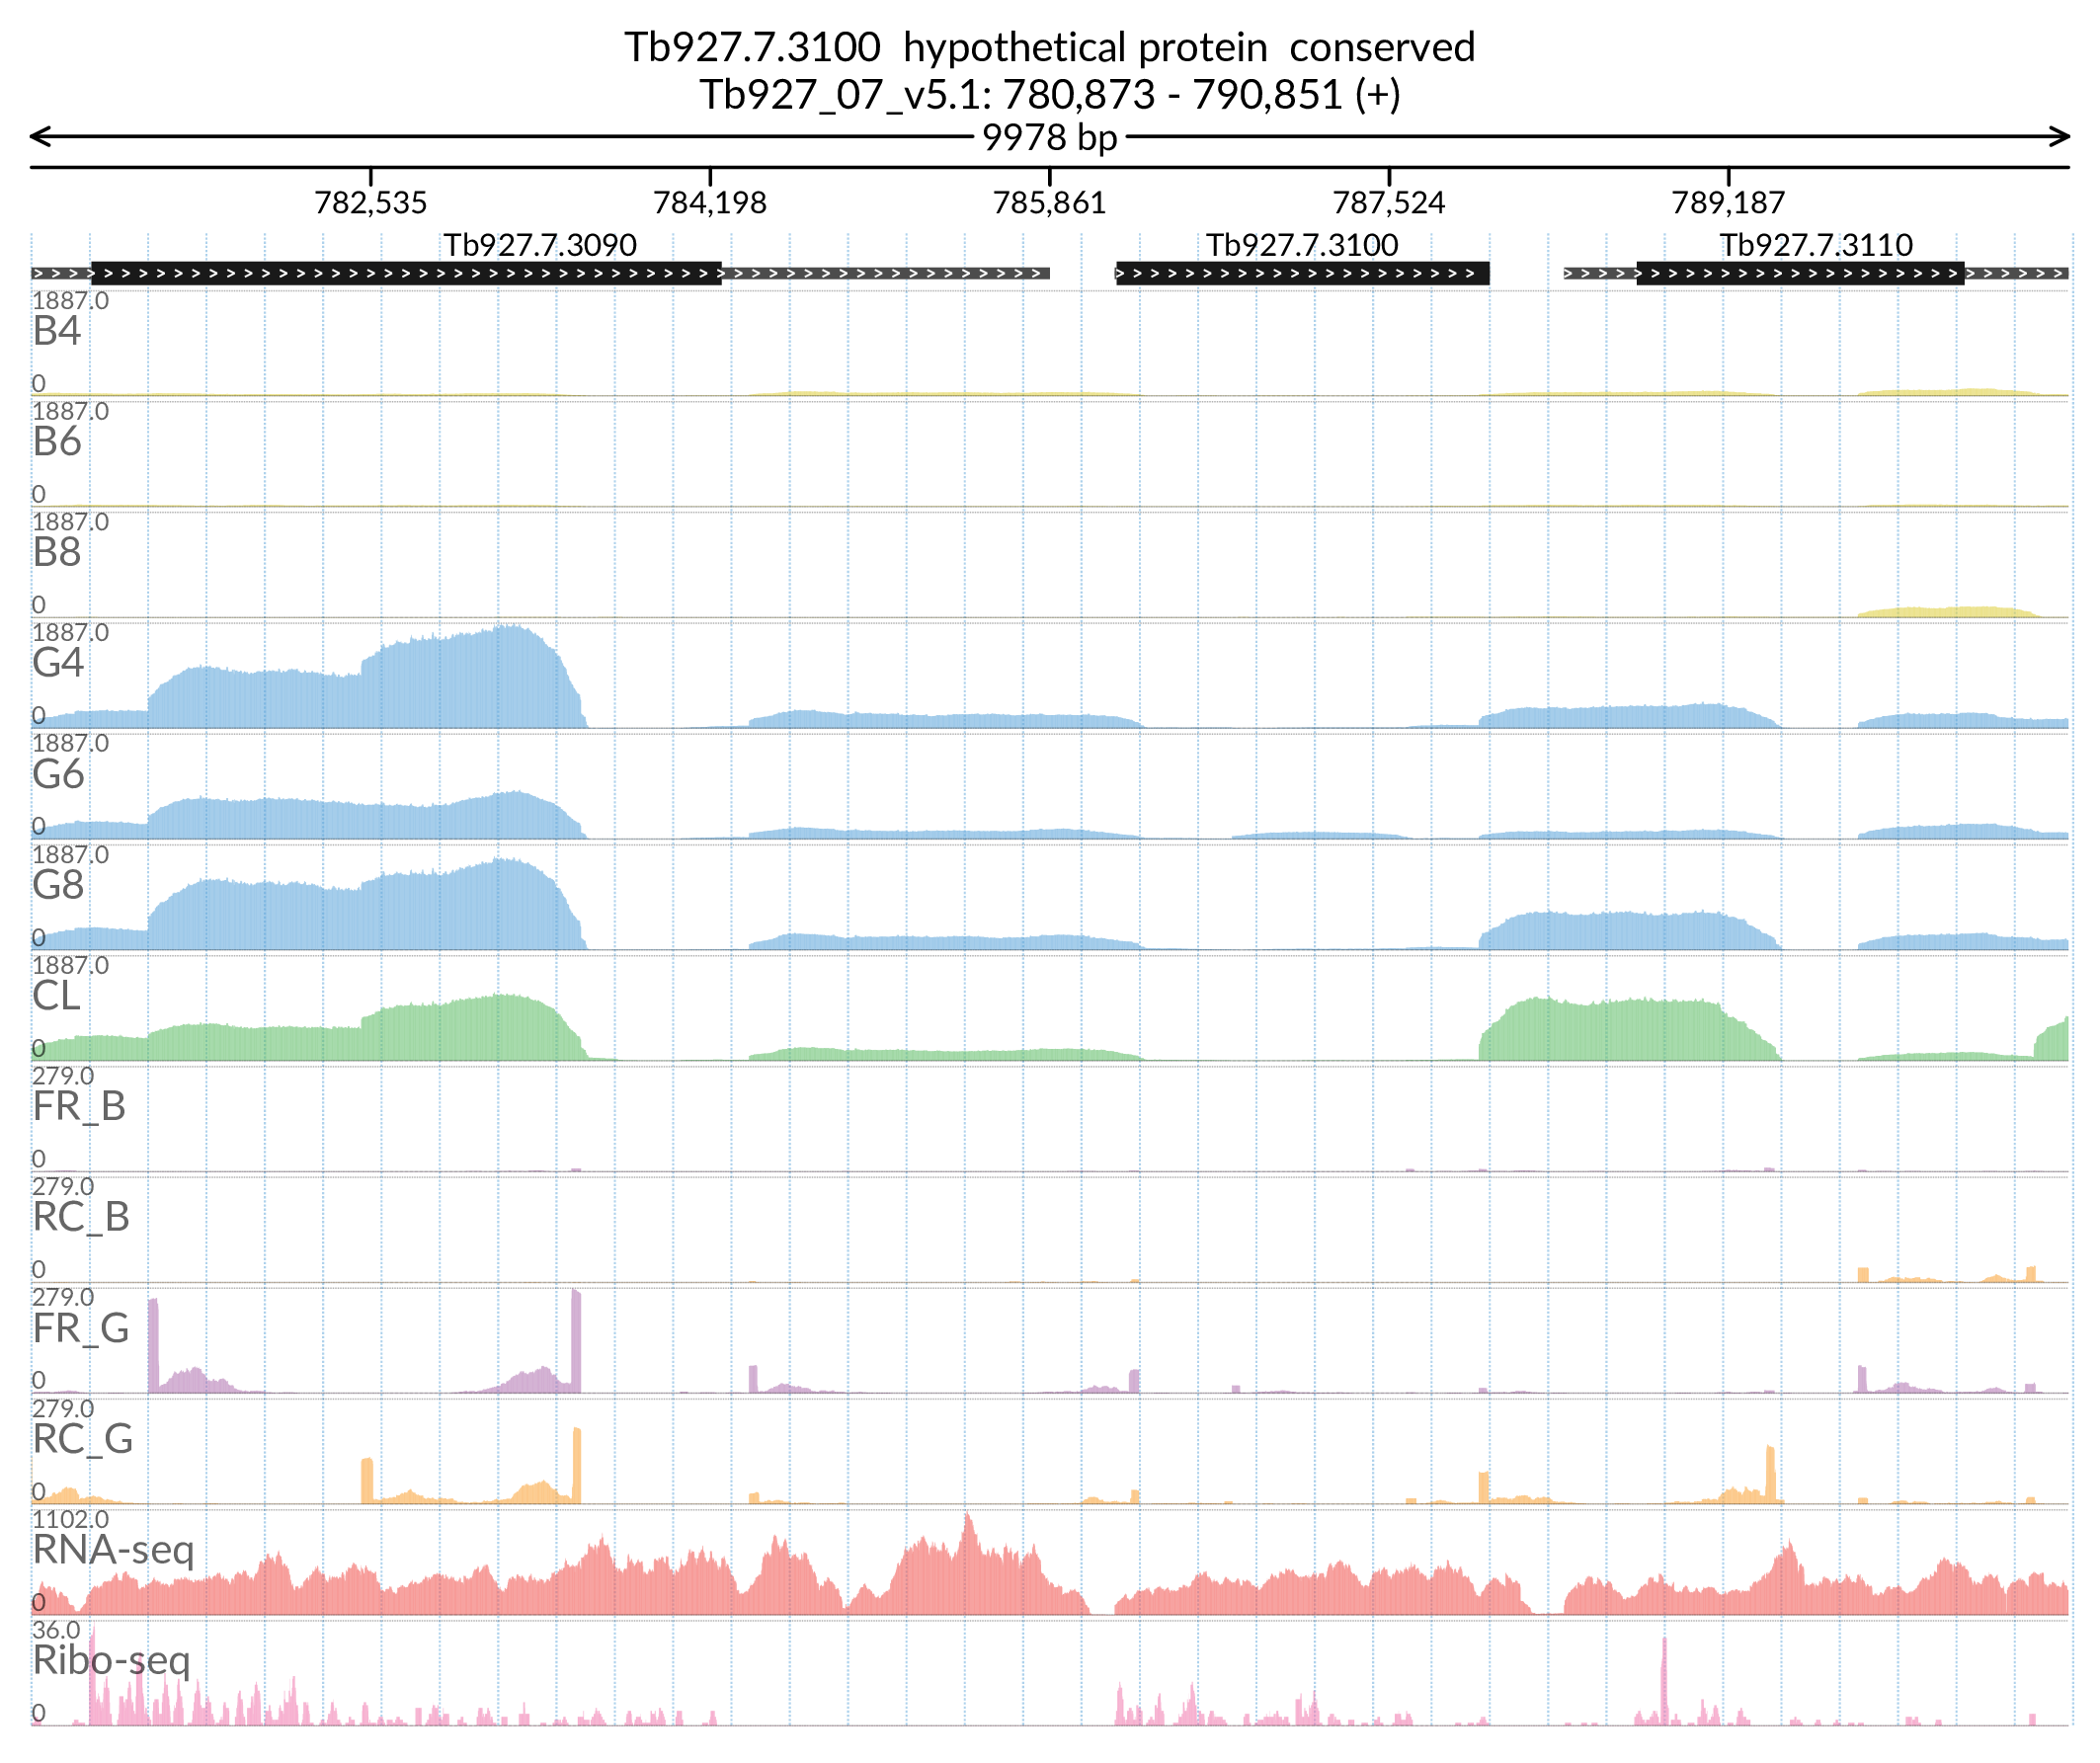 Tb927.7.3100 hypothetical protein conserved
Tb927_07_v5.1: 780,873 - 790,851 (+)
9978 bp
782,535 784,198 785,861 787,524 789,187
Tb927.7.3090 Tb927.7.3100 Tb927.7.3110
1887.0
B4
0
1887.0
B6
0
1887.0
B8
0
1887.0
G4
0
1887.0
G6
0
1887.0
G8
0
1887.0
CL
0
279.0
FR_B
0
279.0
RC_B
0
279.0
FR_G
0
279.0
RC_G
0
1102.0
RNA-seq
0
36.0
Ribo-seq
0